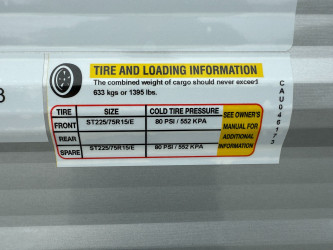 TIRE AND LOADING INFORMATION
The combined weight of cargo should never exceed
633 kgs or 1395 lbs.
TIRE SIZE COLD TIRE PRESSURE SEE OWNER'S MANUAL FOR ADDITIONAL INFORMATION
FRONT ST225/75R15/E 80 PSI / 552 KPA
REAR
SPARE ST225/75R15/E 80 PSI / 552 KPA